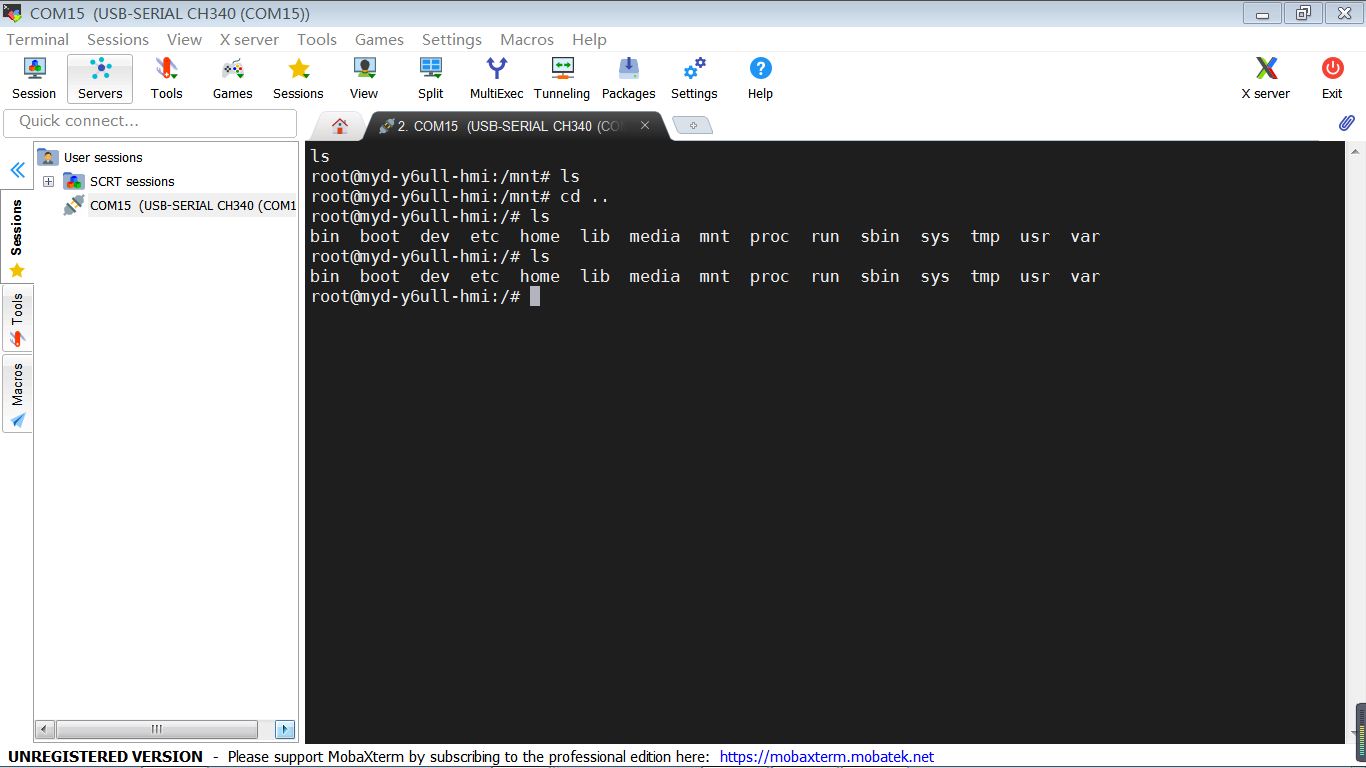 COM15  (USB-SERIAL CH340 (COM15))
Terminal Sessions View X server Tools Games Settings Macros Help
Session Servers Tools Games Sessions View Split MultiExec Tunneling Packages Settings Help X server Exit
Quick connect...
2. COM15  (USB-SERIAL CH340 (CO
User sessions
SCRT sessions
COM15  (USB-SERIAL CH340 (COM1
Sessions
Tools
Macros
ls
root@myd-y6ull-hmi:/mnt# ls
root@myd-y6ull-hmi:/mnt# cd ..
root@myd-y6ull-hmi:/# ls
bin  boot  dev  etc  home  lib  media  mnt  proc  run  sbin  sys  tmp  usr  var
root@myd-y6ull-hmi:/# ls
bin  boot  dev  etc  home  lib  media  mnt  proc  run  sbin  sys  tmp  usr  var
root@myd-y6ull-hmi:/#
UNREGISTERED VERSION  -  Please support MobaXterm by subscribing to the professional edition here:  https://mobaxterm.mobatek.net